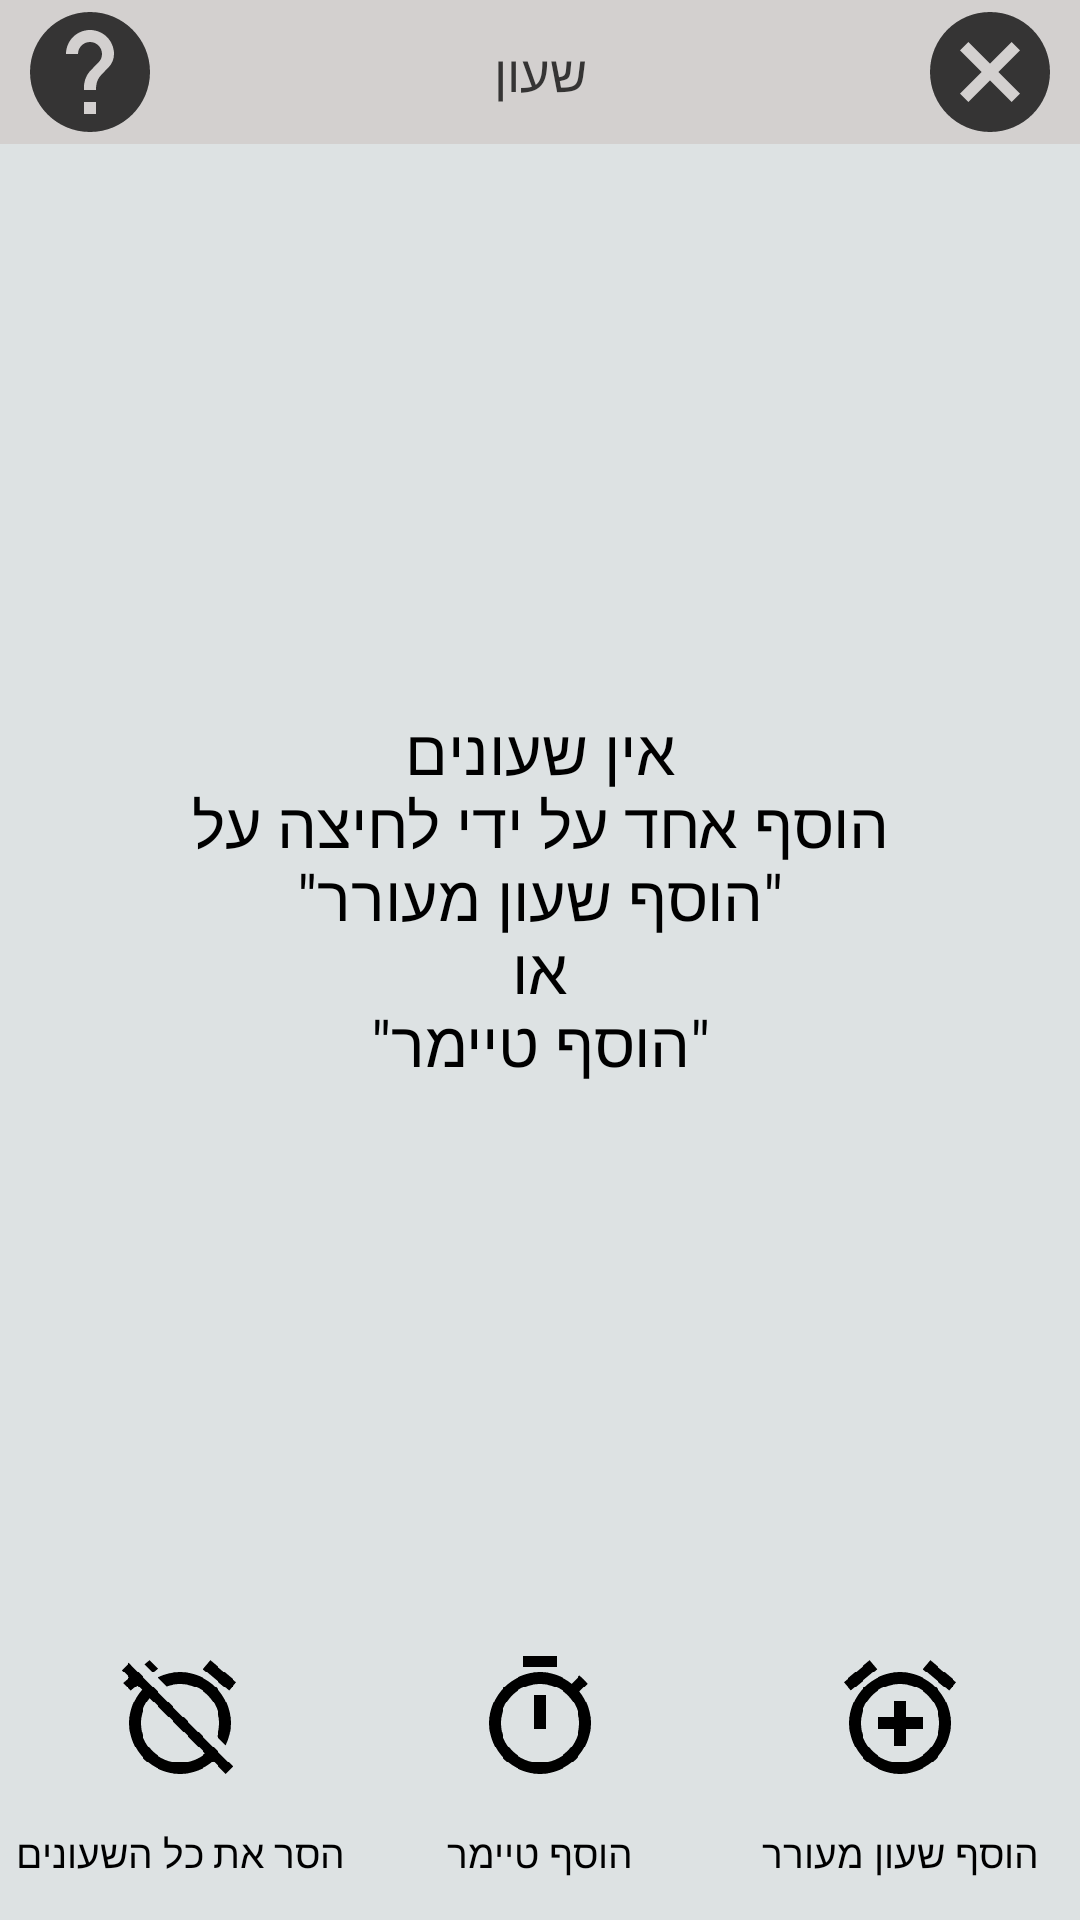 שעון
אין שעונים
הוסף אחד על ידי לחיצה על
"הוסף שעון מעורר"
או
"הוסף טיימר"
הוסף שעון מעורר
הוסף טיימר
הסר את כל השעונים